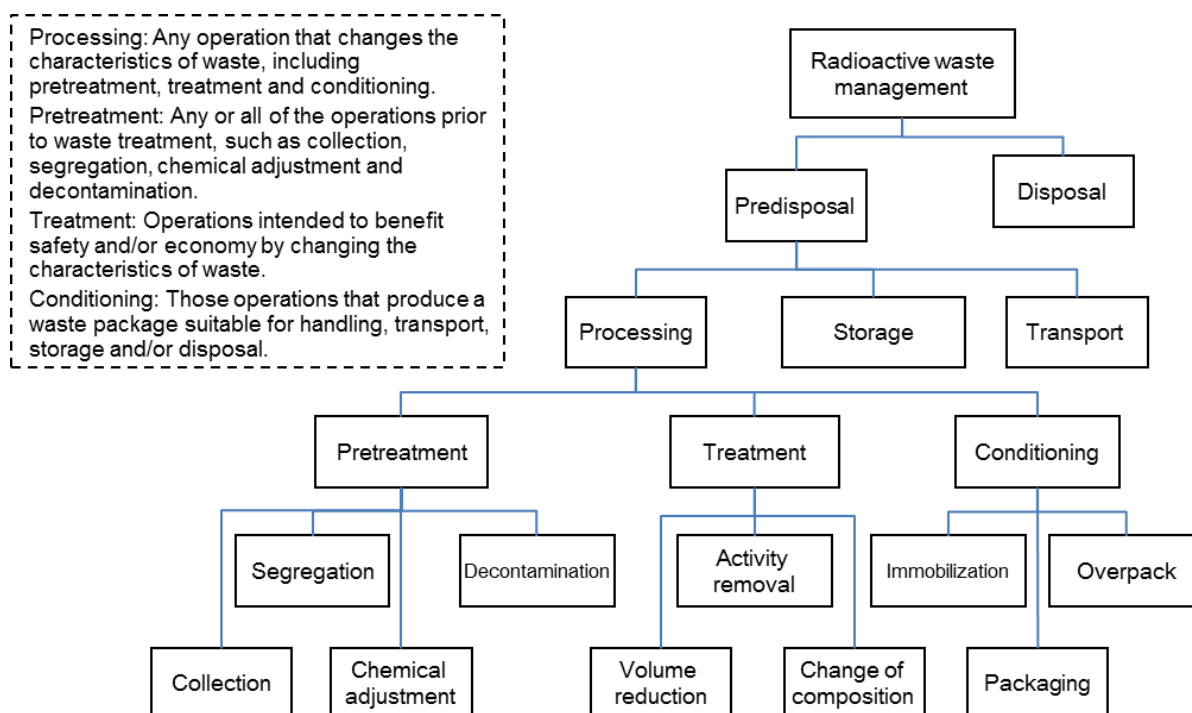 Processing: Any operation that changes the
characteristics of waste, including
pretreatment, treatment and conditioning.
Pretreatment: Any or all of the operations prior
to waste treatment, such as collection,
segregation, chemical adjustment and
decontamination.
Treatment: Operations intended to benefit
safety and/or economy by changing the
characteristics of waste.
Conditioning: Those operations that produce a
waste package suitable for handling, transport,
storage and/or disposal.
Radioactive waste
management
Predisposal
Disposal
Processing
Storage
Transport
Pretreatment
Treatment
Conditioning
Segregation
Decontamination
Activity
removal
Immobilization
Overpack
Collection
Chemical
adjustment
Volume
reduction
Change of
composition
Packaging